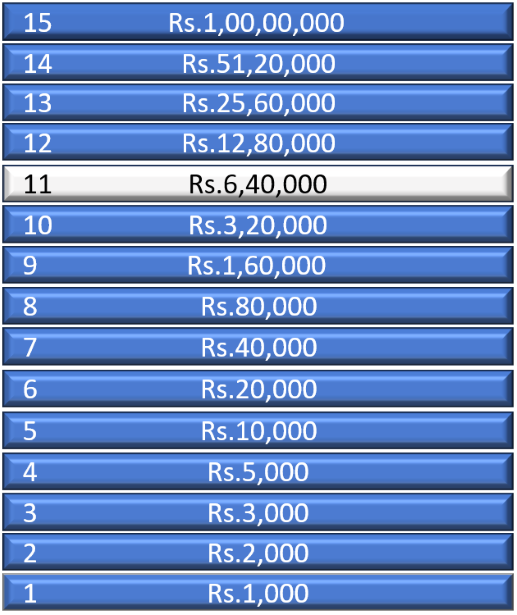 15 Rs.1,00,00,000
14 Rs.51,20,000
13 Rs.25,60,000
12 Rs.12,80,000
11 Rs.6,40,000
10 Rs.3,20,000
9 Rs.1,60,000
8 Rs.80,000
7 Rs.40,000
6 Rs.20,000
5 Rs.10,000
4 Rs.5,000
3 Rs.3,000
2 Rs.2,000
1 Rs.1,000